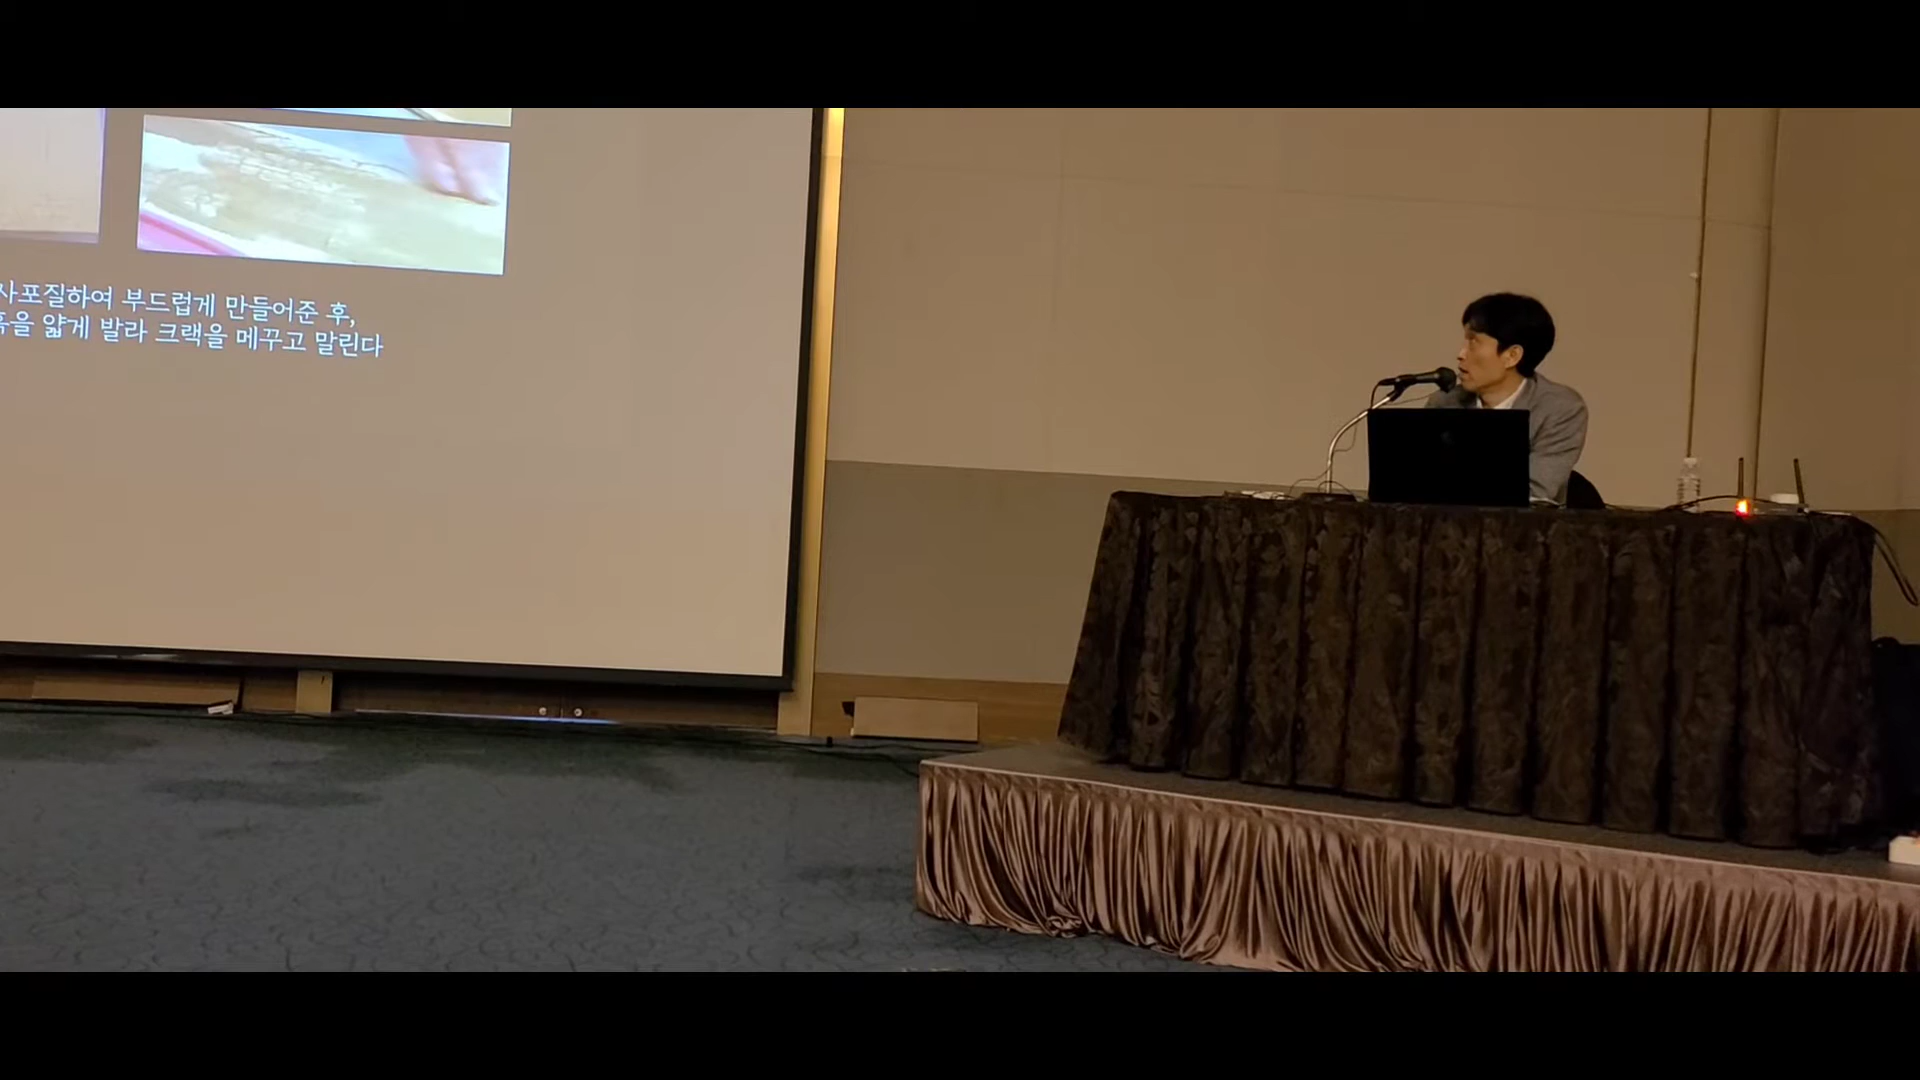 사포질하여 부드럽게 만들어준 후,
흙을 얇게 발라 크랙을 메꾸고 말린다